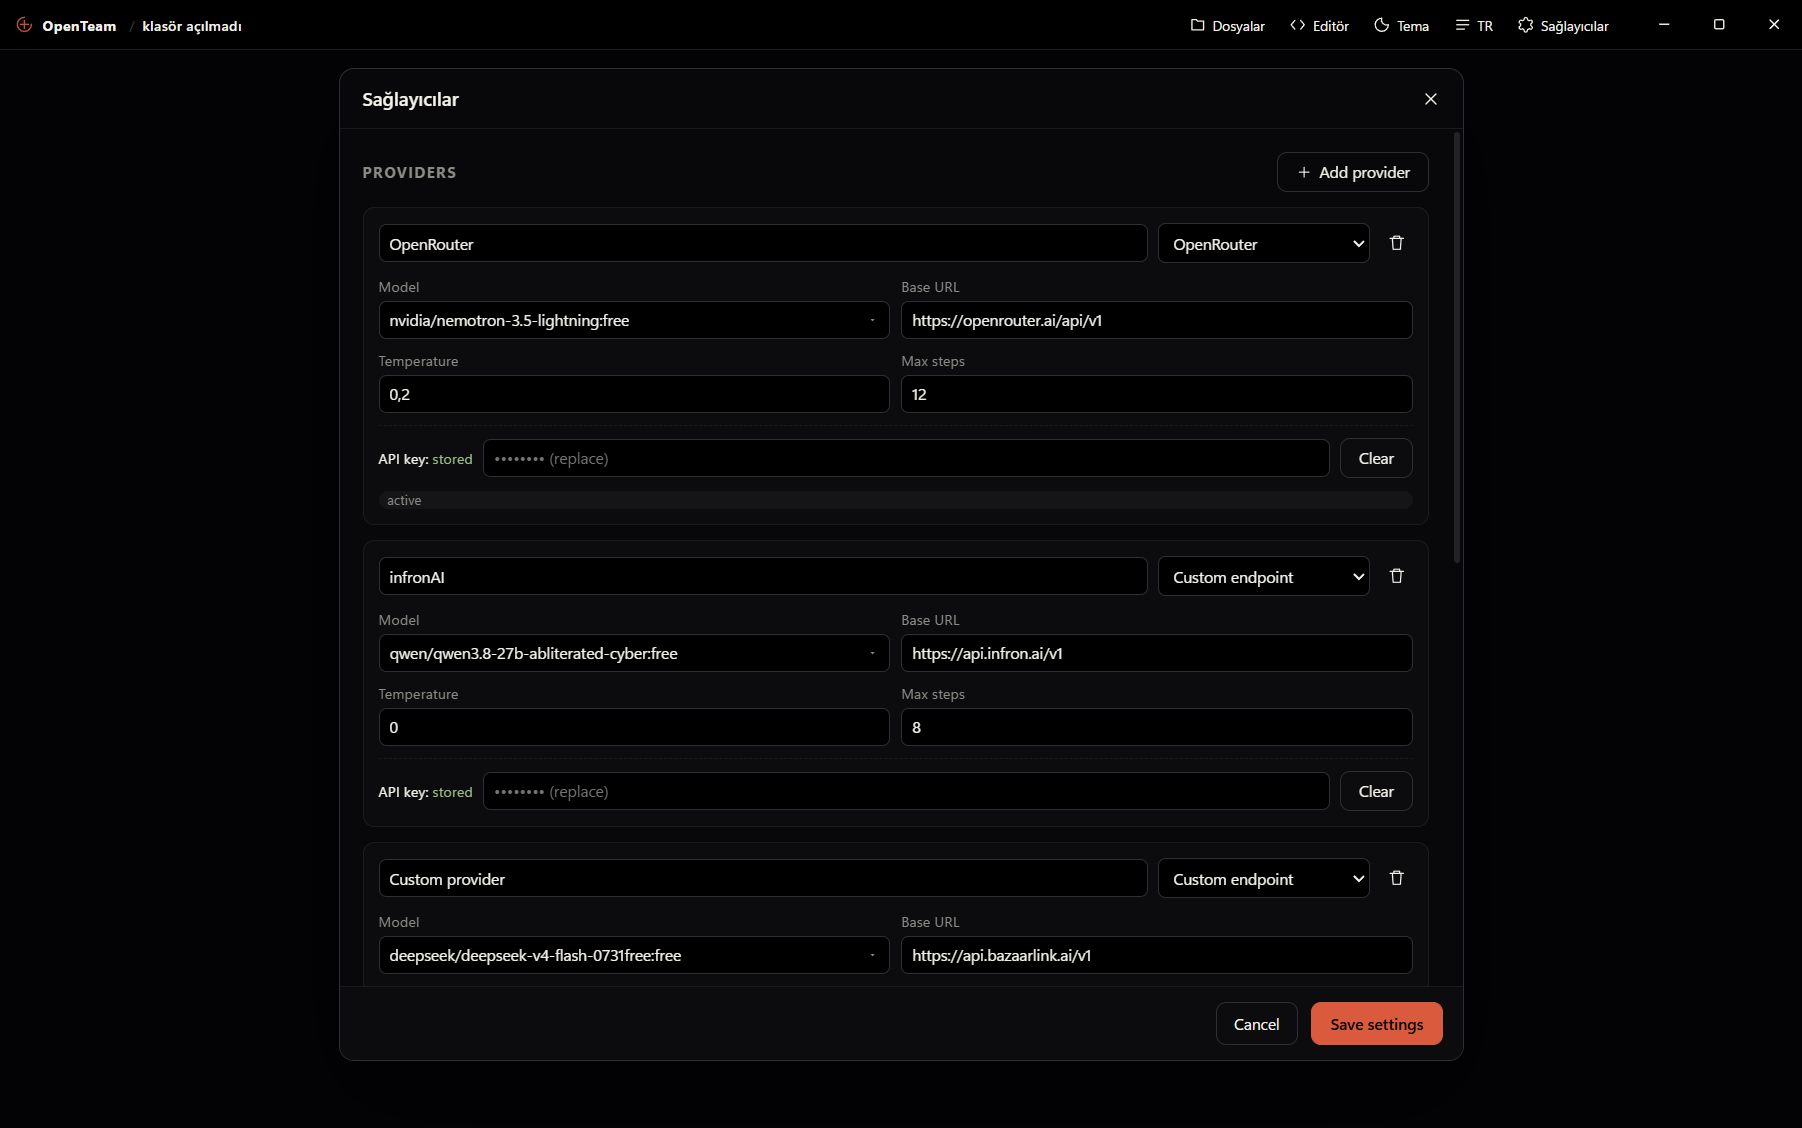 OpenTeam / klasör açılmadı
Dosyalar Editör Tema TR Sağlayıcılar
Sağlayıcılar
PROVIDERS
+ Add provider
OpenRouter
OpenRouter
Model
Base URL
nvidia/nemotron-3.5-lightning:free
https://openrouter.ai/api/v1
Temperature
Max steps
0,2
12
API key: stored
•••••••• (replace)
Clear
active
infronAI
Custom endpoint
Model
Base URL
qwen/qwen3.8-27b-abliterated-cyber:free
https://api.infron.ai/v1
Temperature
Max steps
0
8
API key: stored
•••••••• (replace)
Clear
Custom provider
Custom endpoint
Model
Base URL
deepseek/deepseek-v4-flash-0731free:free
https://api.bazaarlink.ai/v1
Cancel
Save settings